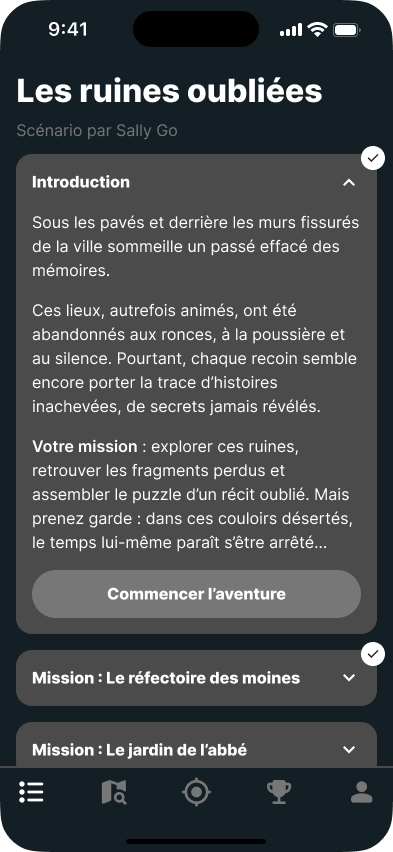 9:41
Les ruines oubliées
Scénario par Sally Go
Introduction
Sous les pavés et derrière les murs fissurés
de la ville sommeille un passé effacé des
mémoires.
Ces lieux, autrefois animés, ont été
abandonnés aux ronces, à la poussière et
au silence. Pourtant, chaque recoin semble
encore porter la trace d’histoires
inachevées, de secrets jamais révélés.
Votre mission : explorer ces ruines,
retrouver les fragments perdus et
assembler le puzzle d’un récit oublié. Mais
prenez garde : dans ces couloirs désertés,
le temps lui-même paraît s’être arrêté...
Commencer l’aventure
Mission : Le réfectoire des moines
Mission : Le jardin de l’abbé